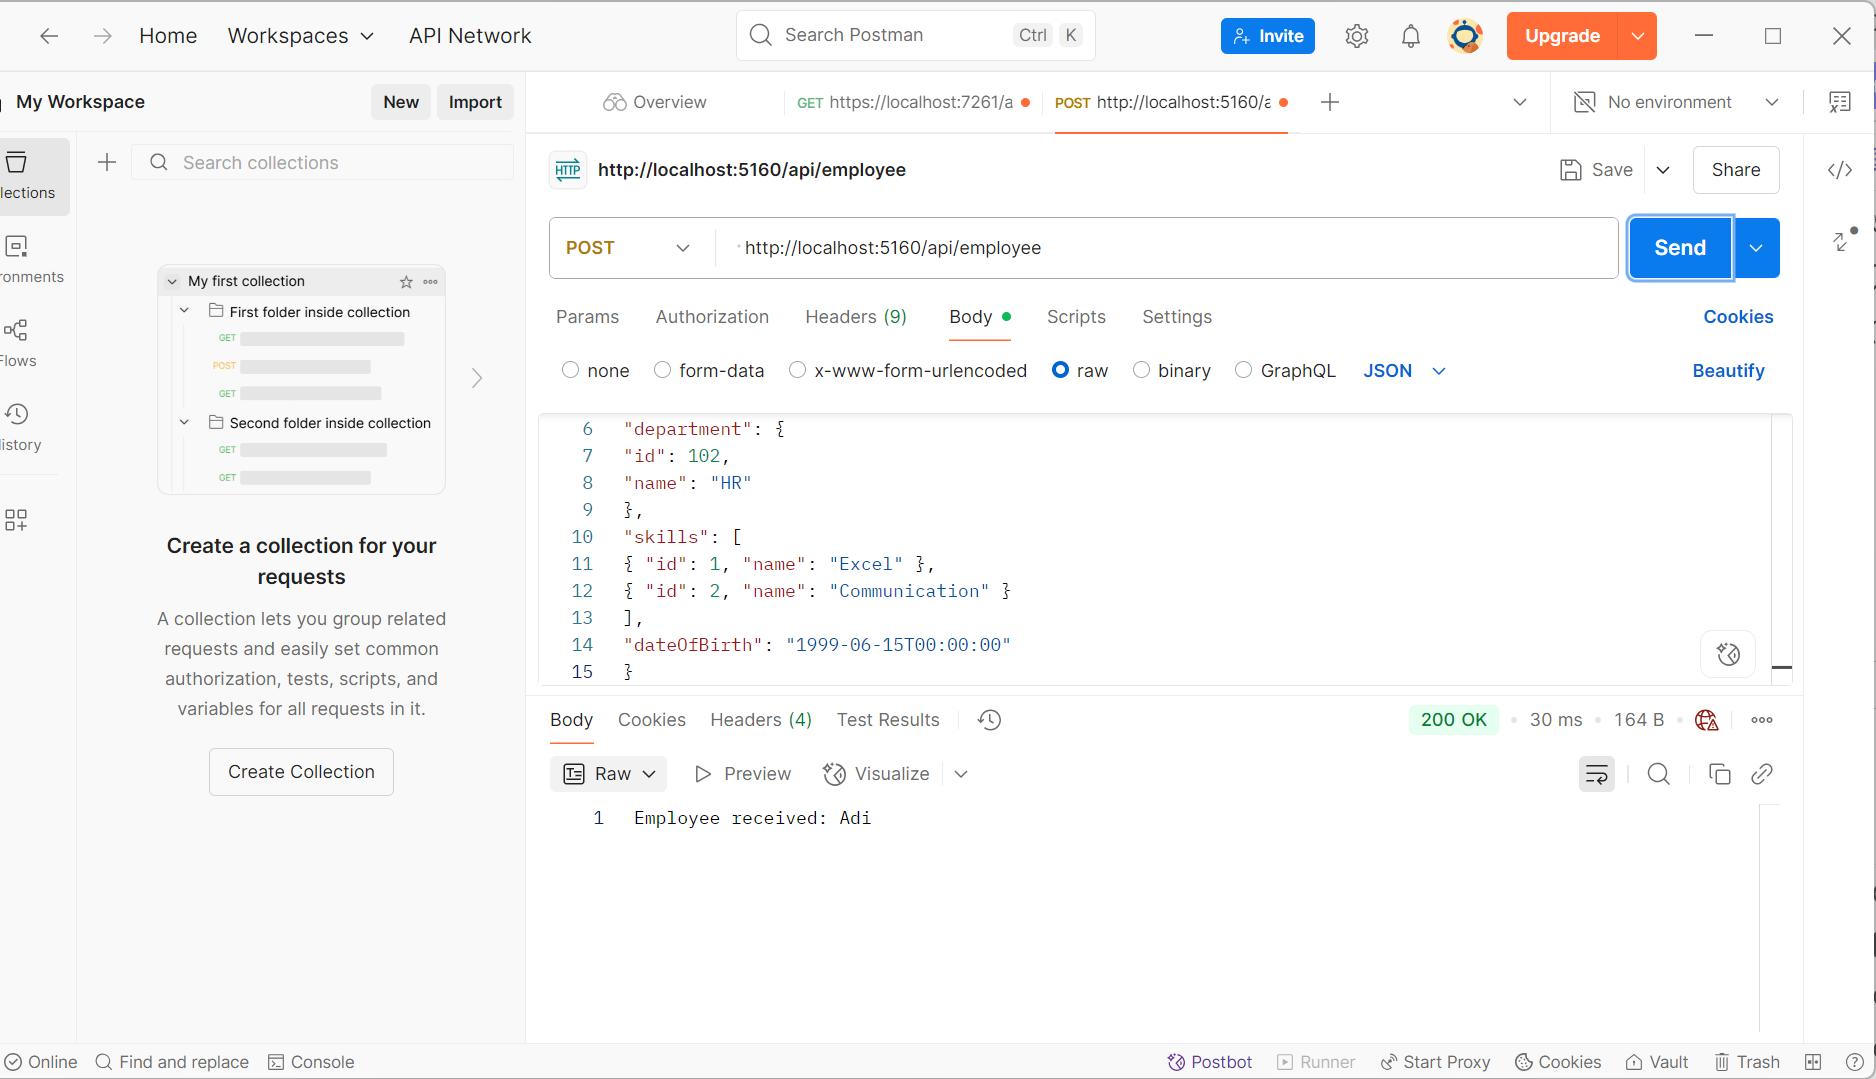 Home
Workspaces
API Network
Search Postman
Ctrl K
Invite
Upgrade
My Workspace
New
Import
Overview
GET https://localhost:7261/a
POST http://localhost:5160/a
No environment
lections
Search collections
ronments
Flows
istory
My first collection
First folder inside collection
GET
POST
GET
Second folder inside collection
GET
GET
Create a collection for your
requests
A collection lets you group related
requests and easily set common
authorization, tests, scripts, and
variables for all requests in it.
Create Collection
HTTP http://localhost:5160/api/employee
Save
Share
POST
http://localhost:5160/api/employee
Send
Params
Authorization
Headers (9)
Body
Scripts
Settings
Cookies
none
form-data
x-www-form-urlencoded
raw
binary
GraphQL
JSON
Beautify
6 "department": {
7 "id": 102,
8 "name": "HR"
9 },
10 "skills": [
11 { "id": 1, "name": "Excel" },
12 { "id": 2, "name": "Communication" }
13 ],
14 "dateOfBirth": "1999-06-15T00:00:00"
15 }
Body
Cookies
Headers (4)
Test Results
200 OK
30 ms
164 B
Raw
Preview
Visualize
1 Employee received: Adi
Online
Find and replace
Console
Postbot
Runner
Start Proxy
Cookies
Vault
Trash